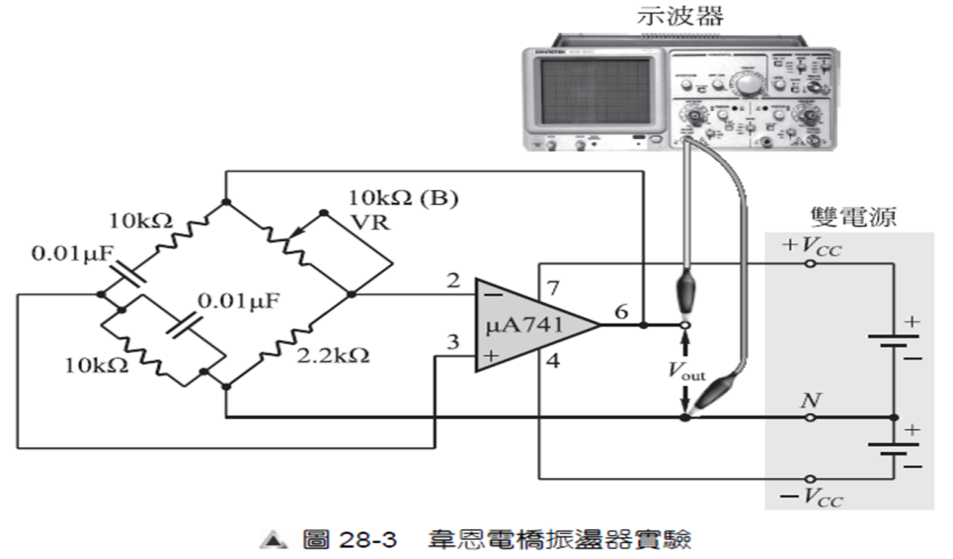 示波器
10kΩ (B)
VR
10kΩ
0.01μF
0.01μF
10kΩ
2.2kΩ
2
3
μA741
7
4
6
Vout
雙電源
+VCC
+
−
N
+
−
−VCC
▲ 圖 28-3 韋恩電橋振盪器實驗